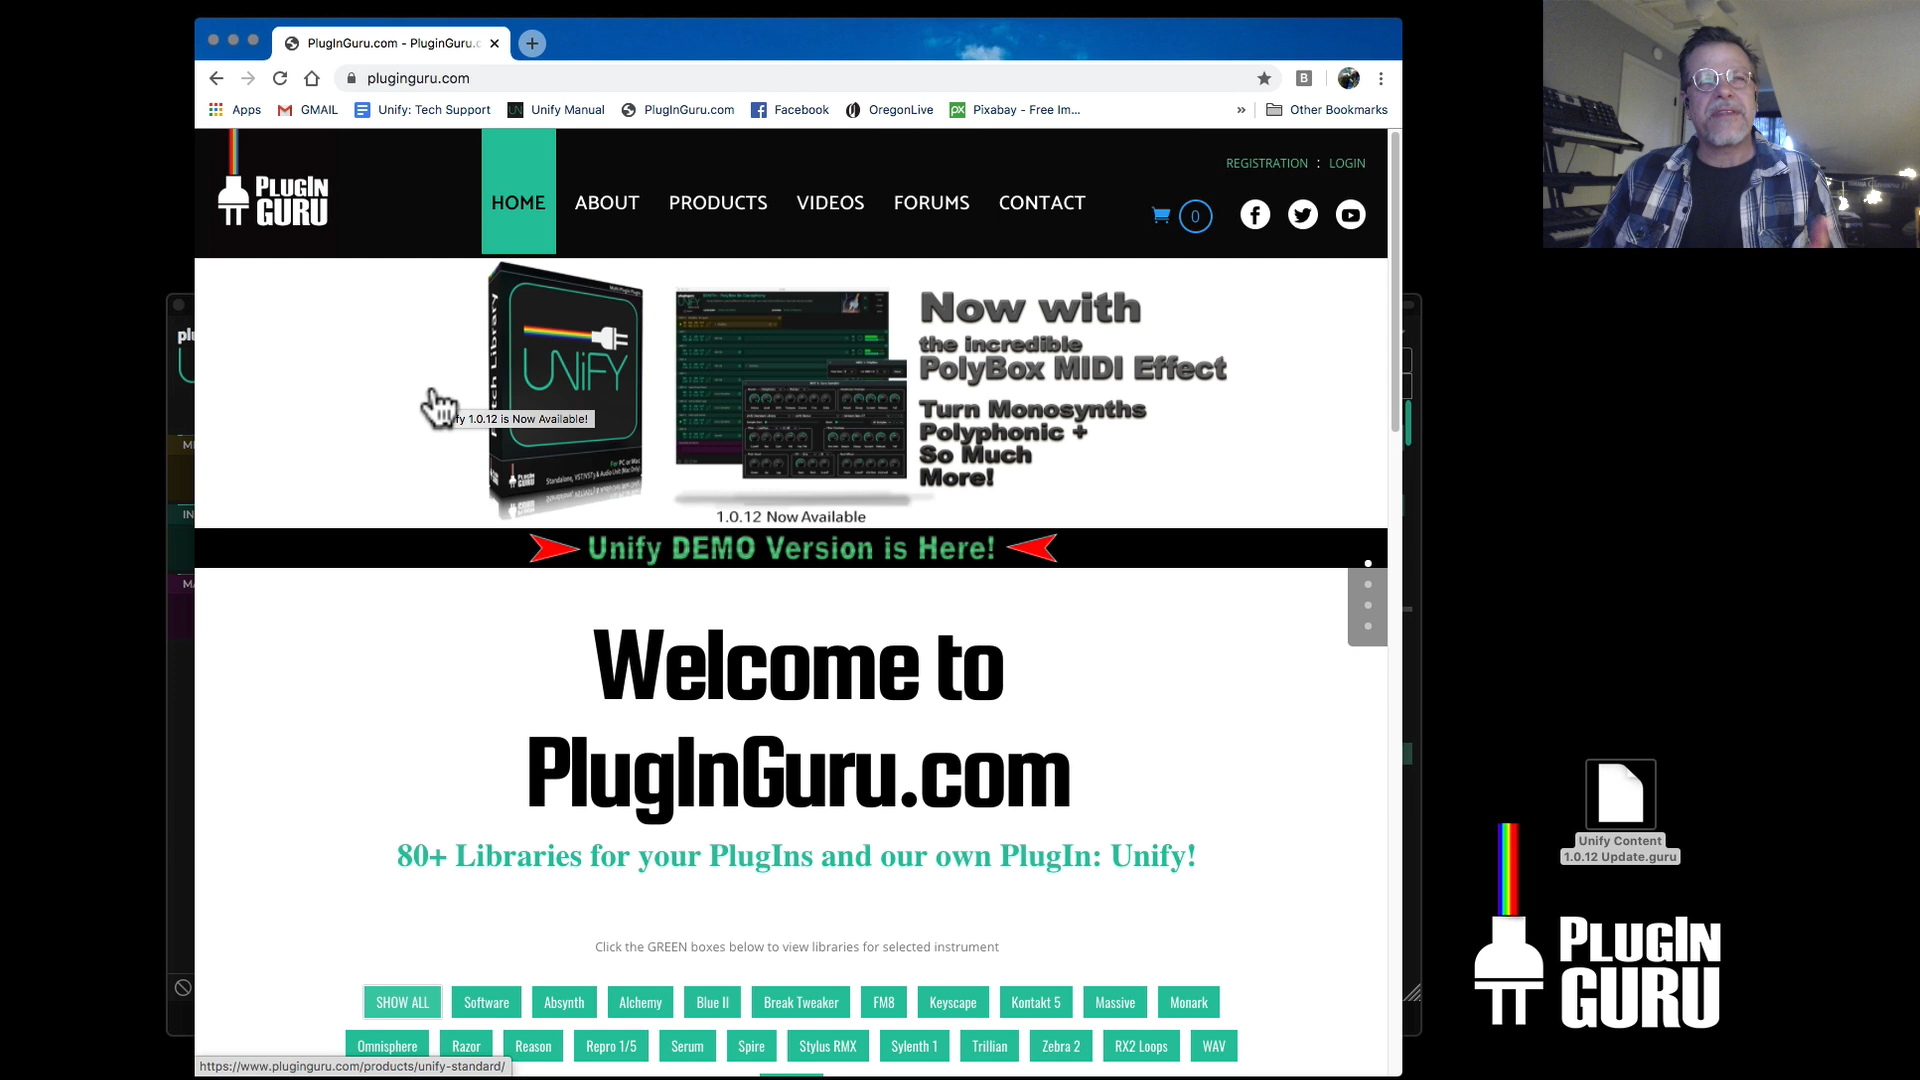 PlugInGuru.com - PluginGuru.c
pluginguru.com
Apps
GMAIL
Unify: Tech Support
Unify Manual
PlugInGuru.com
Facebook
OregonLive
Pixabay - Free Im...
»
Other Bookmarks
PLUGIN
GURU
HOME
ABOUT
PRODUCTS
VIDEOS
FORUMS
CONTACT
REGISTRATION : LOGIN
0
UNIFY
Now with
the incredible
PolyBox MIDI Effect
Turn Monosynths
Polyphonic +
So Much
More!
fy 1.0.12 is Now Available!
For PC or Mac
1.0.12 Now Available
Unify DEMO Version is Here!
Welcome to
PlugInGuru.com
80+ Libraries for your PlugIns and our own PlugIn: Unify!
Click the GREEN boxes below to view libraries for selected instrument
SHOW ALL
Software
Absynth
Alchemy
Blue II
Break Tweaker
FM8
Keyscape
Kontakt 5
Massive
Monark
Omnisphere
Razor
Reason
Repro 1/5
Serum
Spire
Stylus RMX
Sylenth 1
Trillian
Zebra 2
RX2 Loops
WAV
https://www.pluginguru.com/products/unify-standard/
Unify Content
1.0.12 Update.guru
PLUGIN
GURU